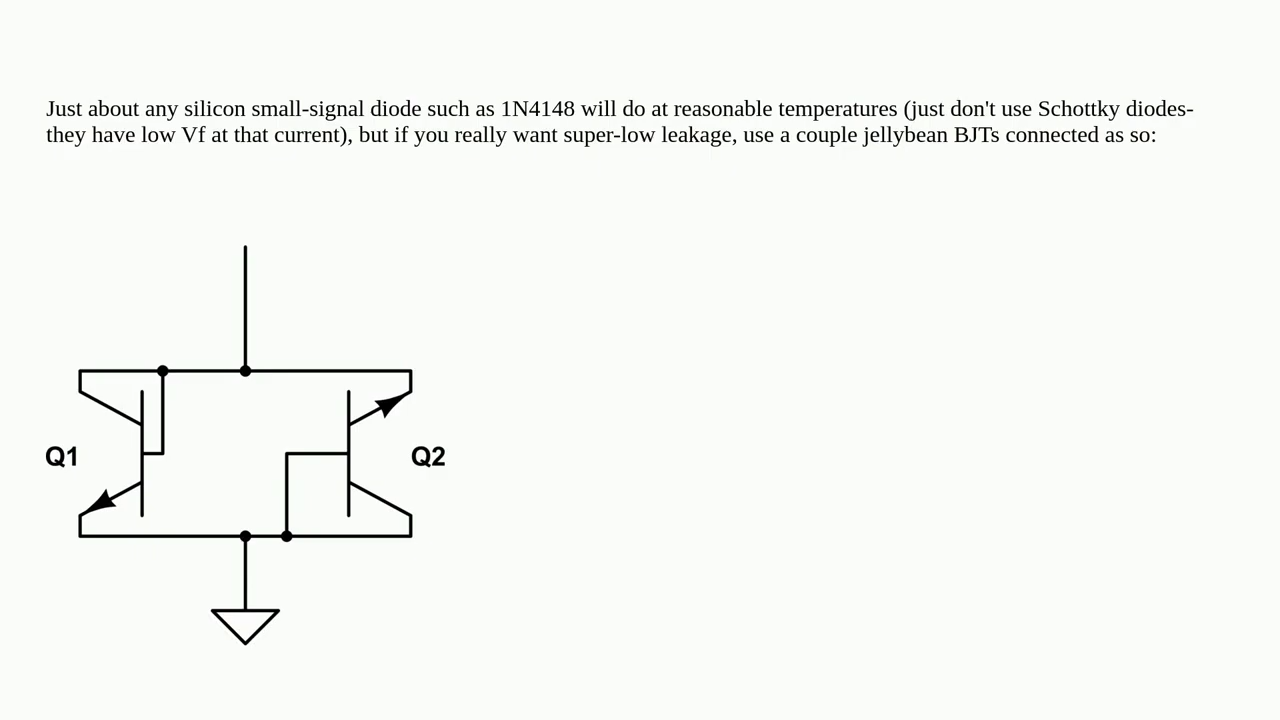 Just about any silicon small-signal diode such as 1N4148 will do at reasonable temperatures (just don't use Schottky diodes-
they have low Vf at that current), but if you really want super-low leakage, use a couple jellybean BJTs connected as so:
Q1
Q2